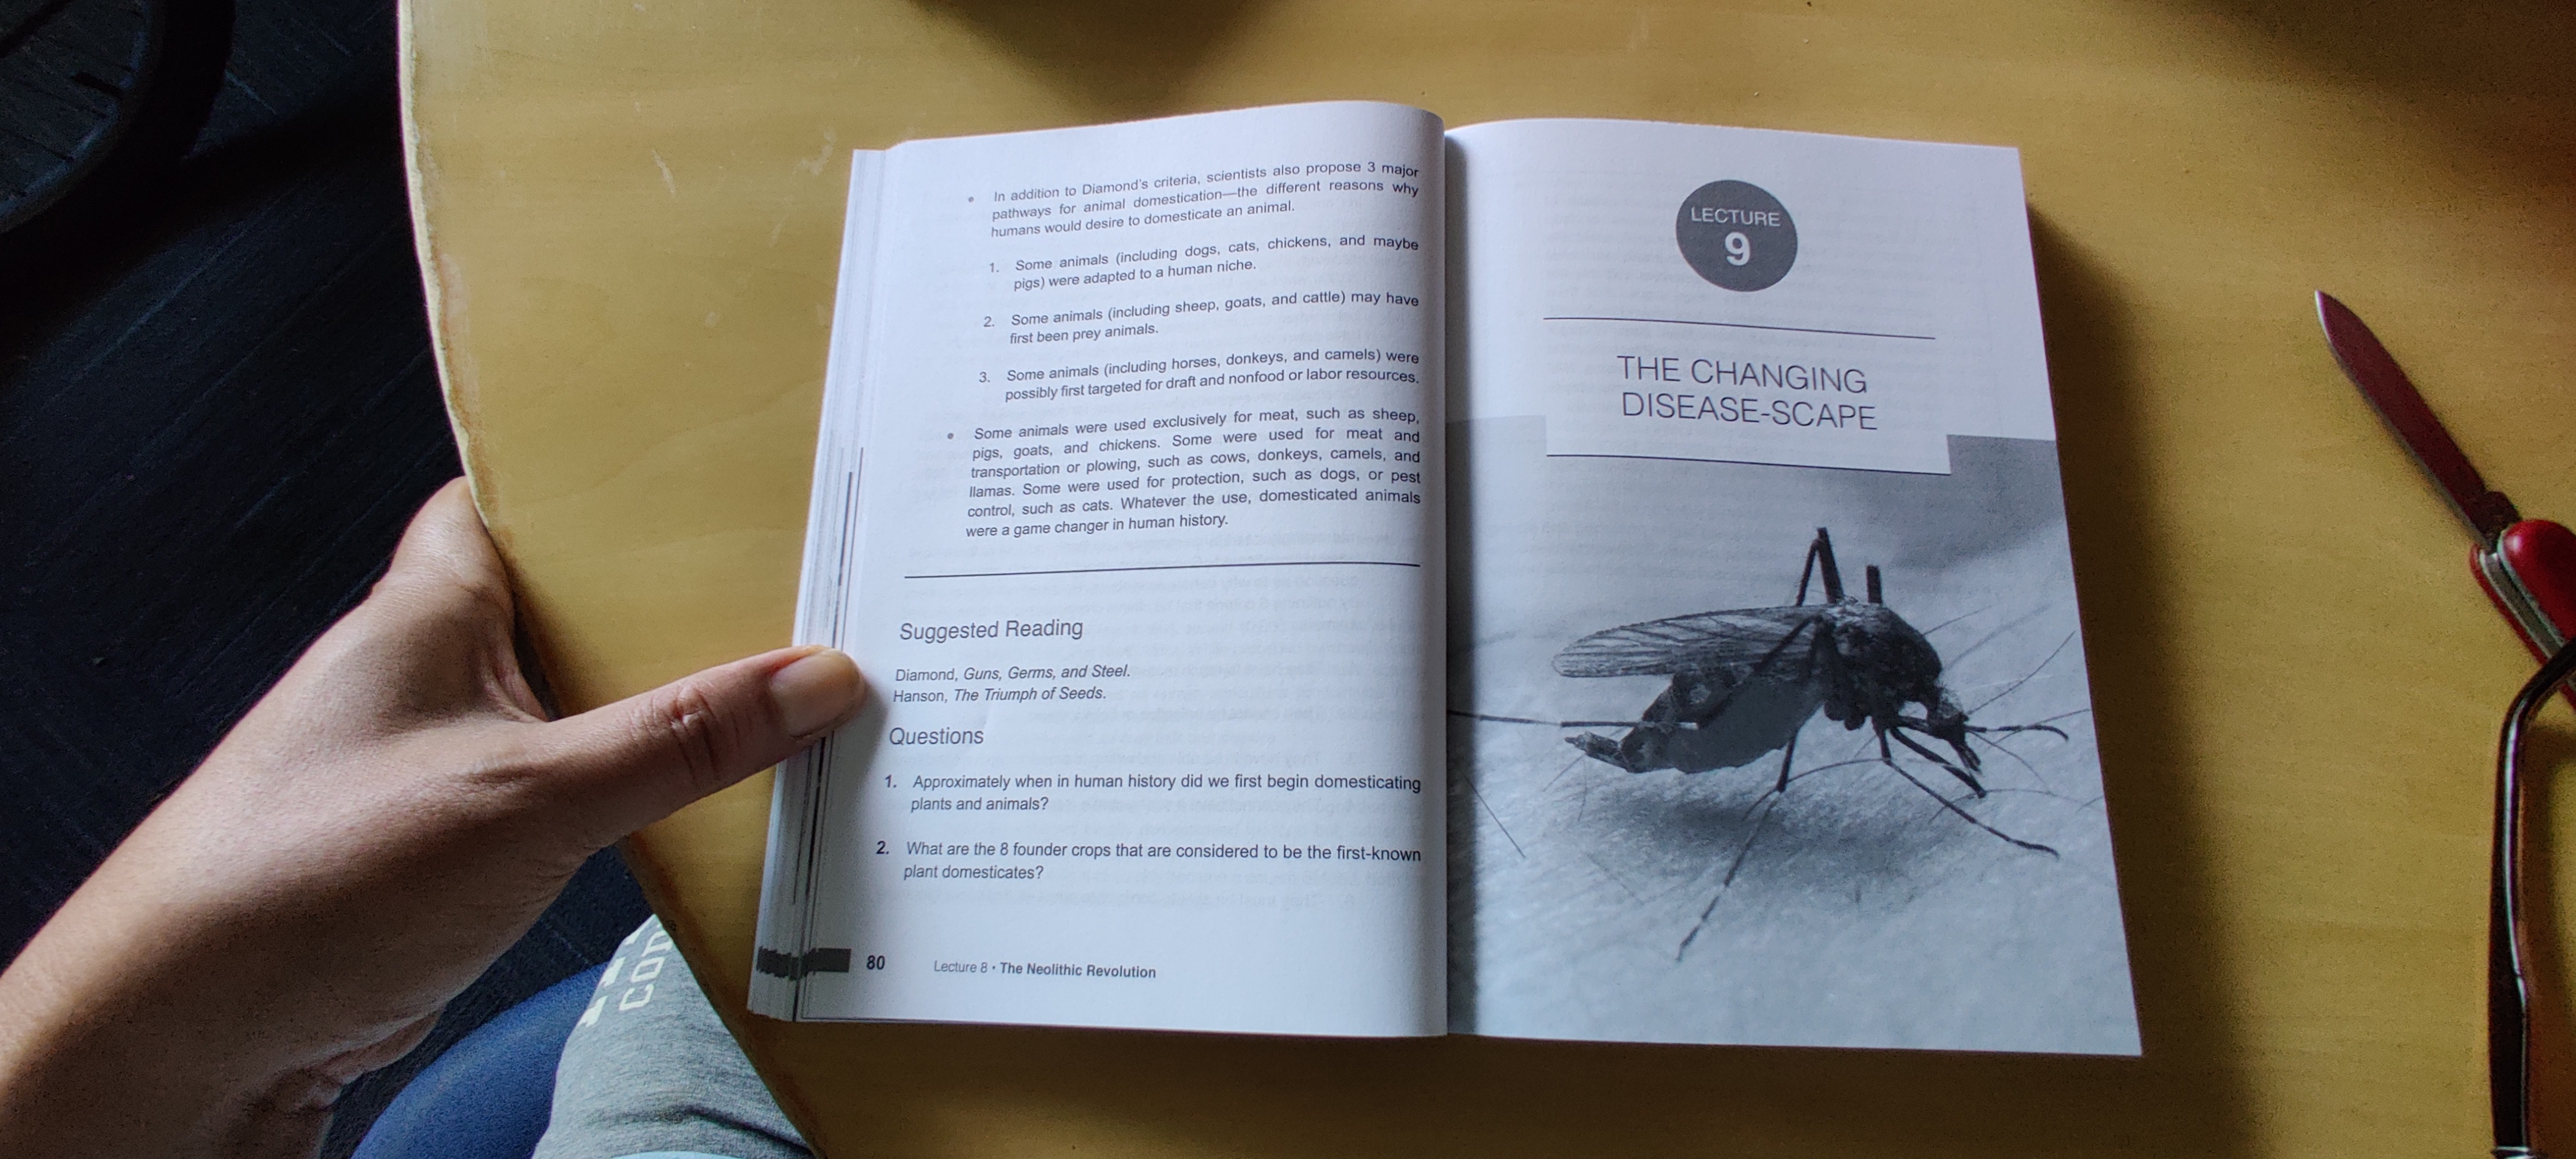 • In addition to Diamond's criteria, scientists also propose 3 major
pathways for animal domestication—the different reasons why
humans would desire to domesticate an animal.
1. Some animals (including dogs, cats, chickens, and maybe
pigs) were adapted to a human niche.
2. Some animals (including sheep, goats, and cattle) may have
first been prey animals.
3. Some animals (including horses, donkeys, and camels) were
possibly first targeted for draft and nonfood or labor resources.
• Some animals were used exclusively for meat, such as sheep,
pigs, goats, and chickens. Some were used for meat and
transportation or plowing, such as cows, donkeys, camels, and
llamas. Some were used for protection, such as dogs, or pest
control, such as cats. Whatever the use, domesticated animals
were a game changer in human history.
Suggested Reading
Diamond, Guns, Germs, and Steel.
Hanson, The Triumph of Seeds.
Questions
1. Approximately when in human history did we first begin domesticating
plants and animals?
2. What are the 8 founder crops that are considered to be the first-known
plant domesticates?
80 Lecture 8 • The Neolithic Revolution
LECTURE
9
THE CHANGING
DISEASE-SCAPE